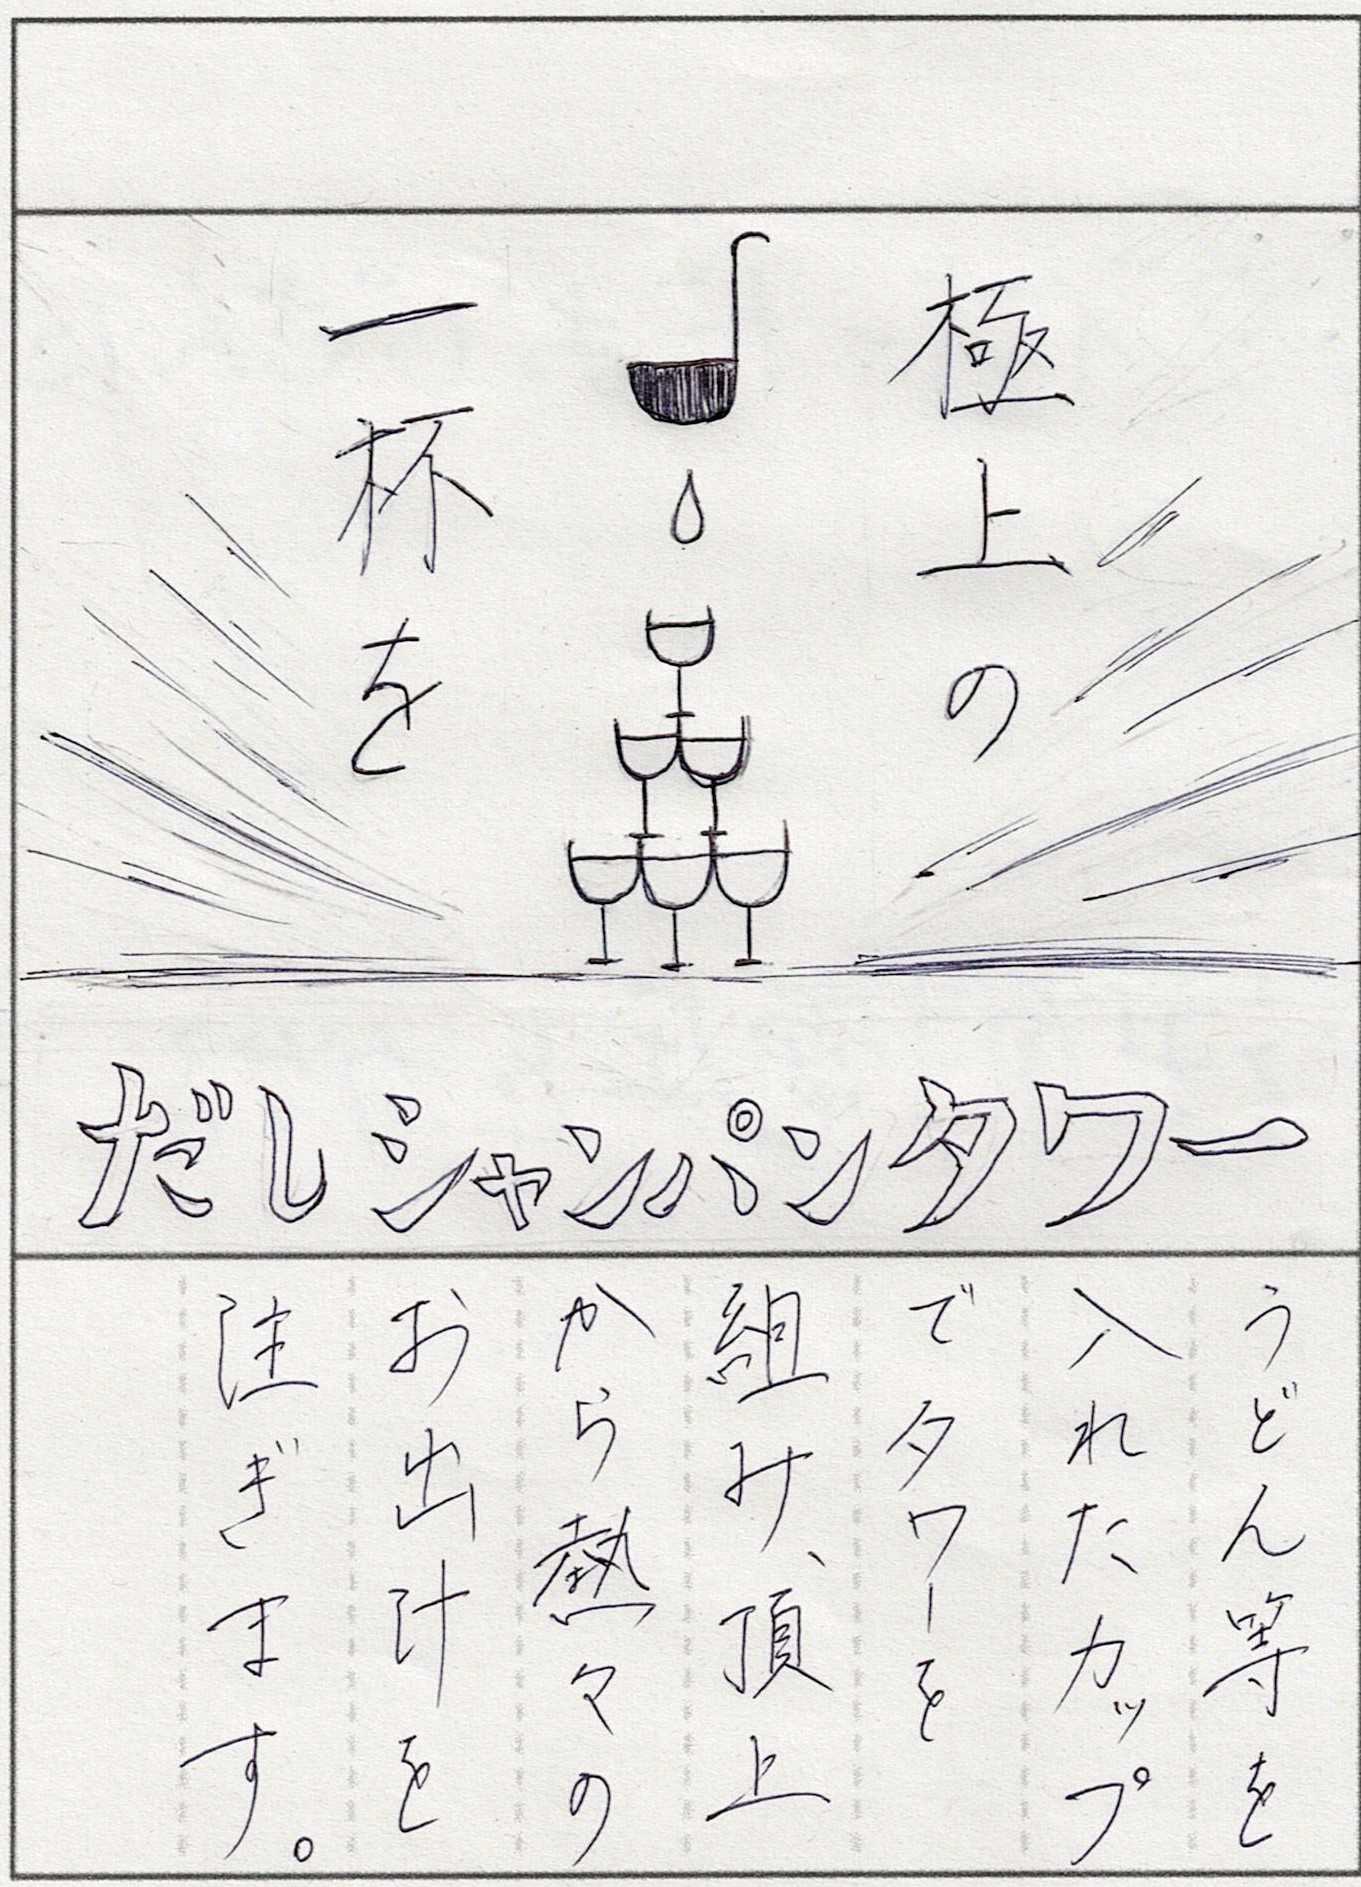 極上の
一杯を
だしシャンパンタワー
うどん等を
入れたカップ
でタワーを
組み、頂上
から熱々の
お出汁を
注ぎます。